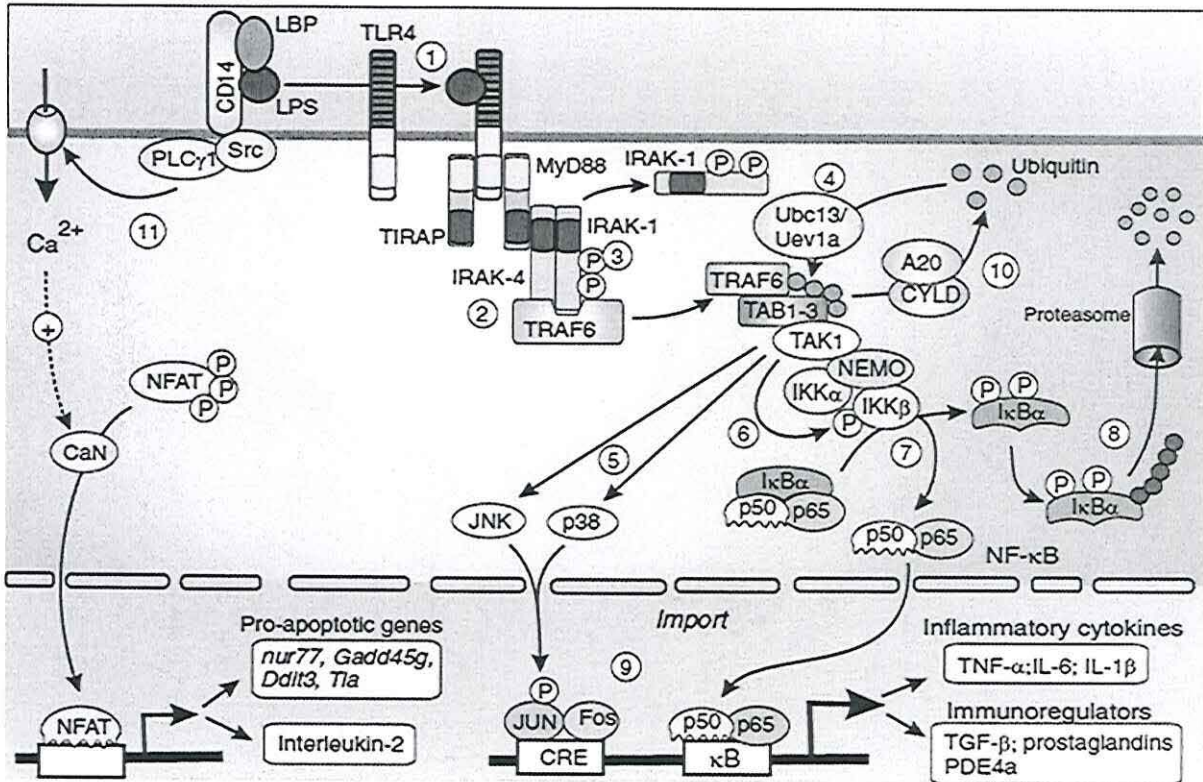 LBP
CD14
LPS
TLR4
1
PLCγ1
Src
MyD88
IRAK-1
P P
4
Ubiquitin
Ubc13/
Uev1a
11
Ca2+
TIRAP
IRAK-1
P
3
P
IRAK-4
2
TRAF6
TRAF6
TAB1-3
TAK1
A20
CYLD
10
Proteasome
+
NFAT
P
P
P
CaN
NEMO
IKKα
IKKβ
P
6
7
P P
IκBα
8
5
JNK
p38
IκBα
p50
p65
P P
IκBα
p50
p65
NF-κB
Import
Pro-apoptotic genes
nur77, Gadd45g,
Ddit3, Tla
Interleukin-2
NFAT
9
P
JUN
Fos
CRE
p50
p65
κB
Inflammatory cytokines
TNF-α;IL-6; IL-1β
Immunoregulators
TGF-β; prostaglandins
PDE4a